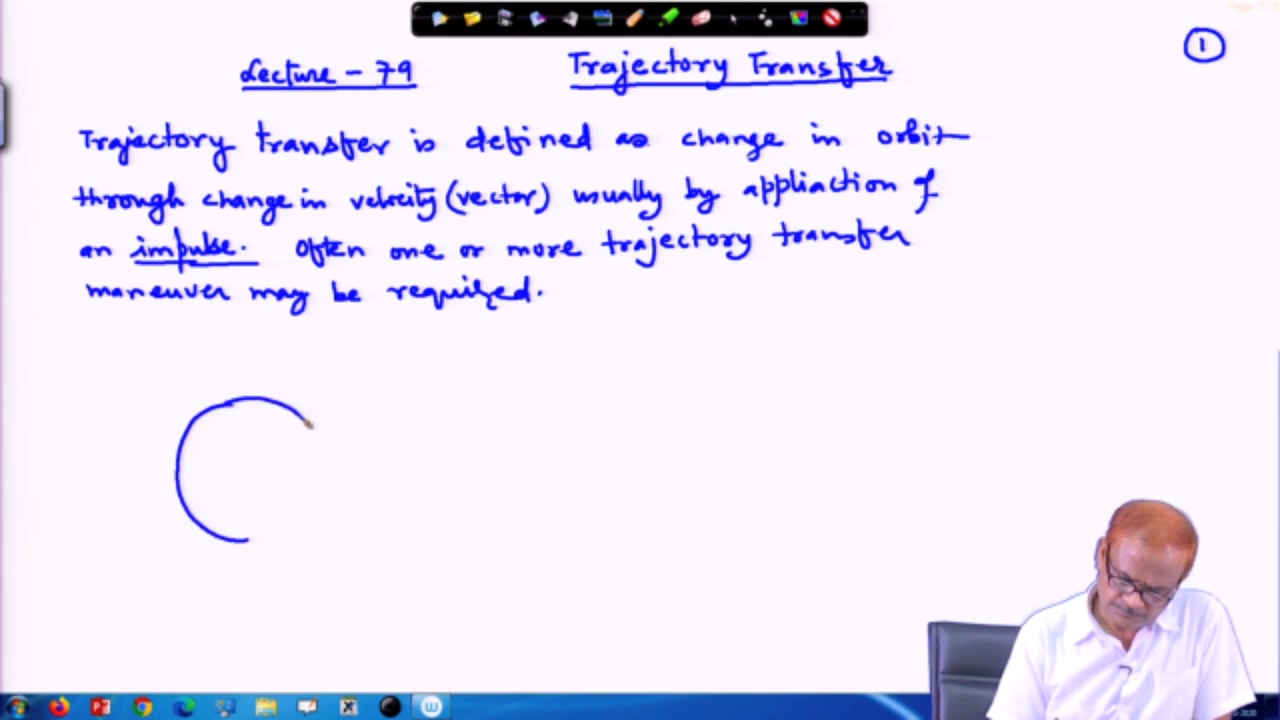 Lecture - 79 Trajectory Transfer 1
Trajectory transfer is defined as change in orbit
through change in velocity (vector) usually by appliaction of
an impulse. Often one or more trajectory transfer
maneuver may be required.